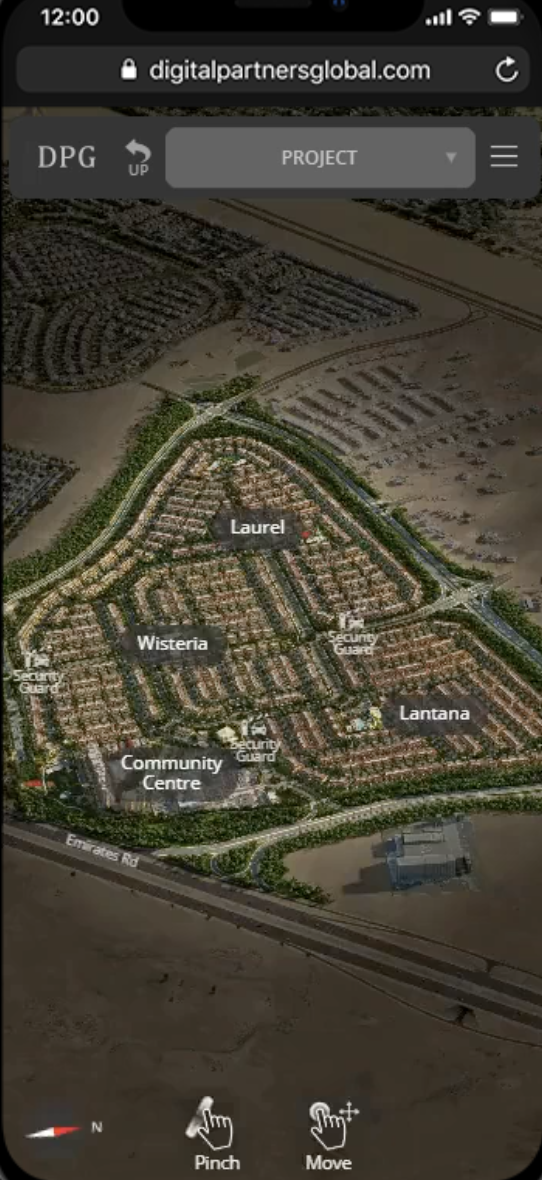 12:00
digitalpartnersglobal.com
DPG
UP
PROJECT
Laurel
Wisteria
Security
Guard
Security
Guard
Lantana
Security
Guard
Community
Centre
Emirates Rd
N
Pinch
Move